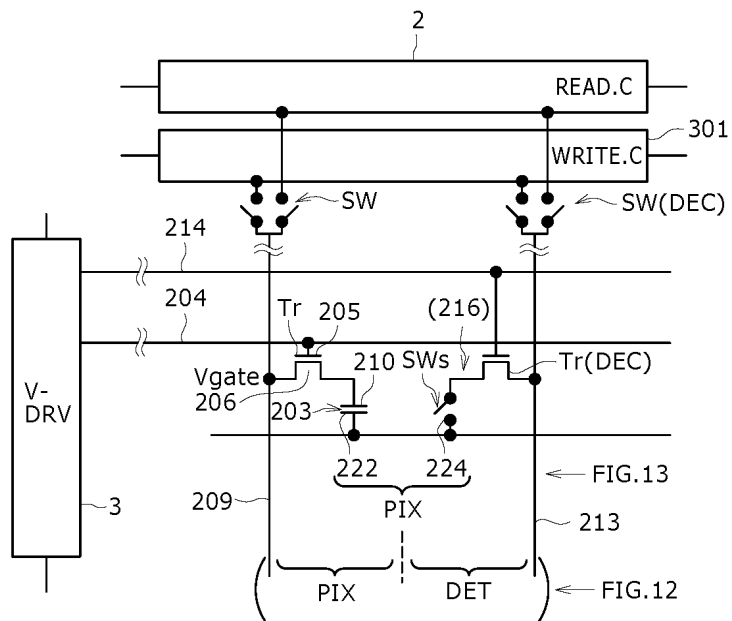 2
READ.C
301
WRITE.C
SW
SW(DEC)
214
204
Tr
205
(216)
SWs
Tr(DEC)
Vgate
206
210
203
V-
DRV
222
224
FIG.13
3
209
PIX
213
PIX
DET
FIG.12